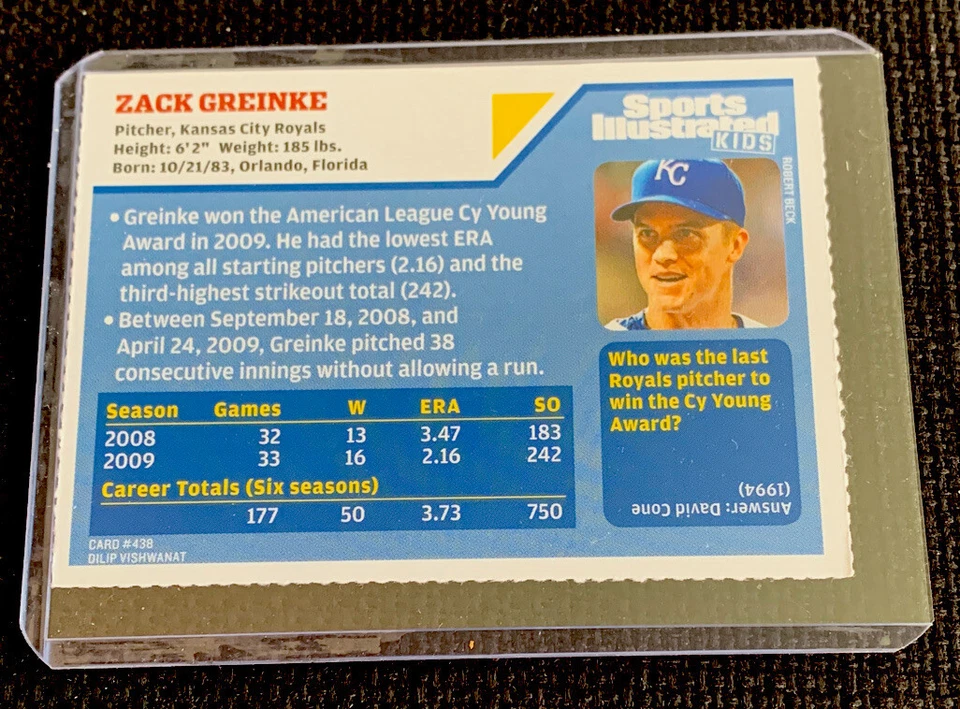 ZACK GREINKE
Pitcher, Kansas City Royals
Height: 6'2" Weight: 185 lbs.
Born: 10/21/83, Orlando, Florida
Sports
Illustrated
KIDS
KC
ROBERT BECK
• Greinke won the American League Cy Young
Award in 2009. He had the lowest ERA
among all starting pitchers (2.16) and the
third-highest strikeout total (242).
• Between September 18, 2008, and
April 24, 2009, Greinke pitched 38
consecutive innings without allowing a run.
Season Games W ERA SO
2008 32 13 3.47 183
2009 33 16 2.16 242
Career Totals (Six seasons)
177 50 3.73 750
Who was the last
Royals pitcher to
win the Cy Young
Award?
Answer: David Cone
(1994)
CARD #438
DILIP VISHWANAT